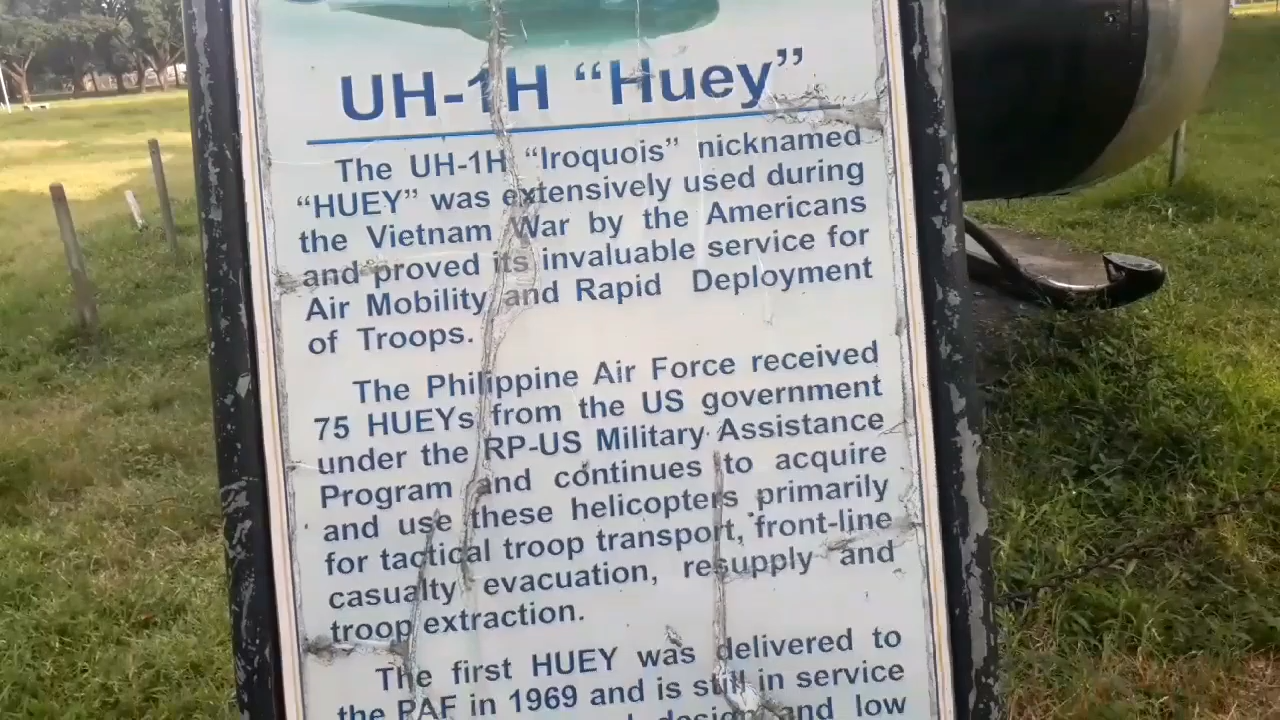 UH-1H “Huey”
The UH-1H “Iroquois” nicknamed
“HUEY” was extensively used during
the Vietnam War by the Americans
and proved its invaluable service for
Air Mobility and Rapid Deployment
of Troops.
The Philippine Air Force received
75 HUEYs from the US government
under the RP-US Military Assistance
Program and continues to acquire
and use these helicopters primarily
for tactical troop transport, front-line
casualty evacuation, resupply and
troop extraction.
The first HUEY was delivered to
the PAF in 1969 and is still in service
design and low